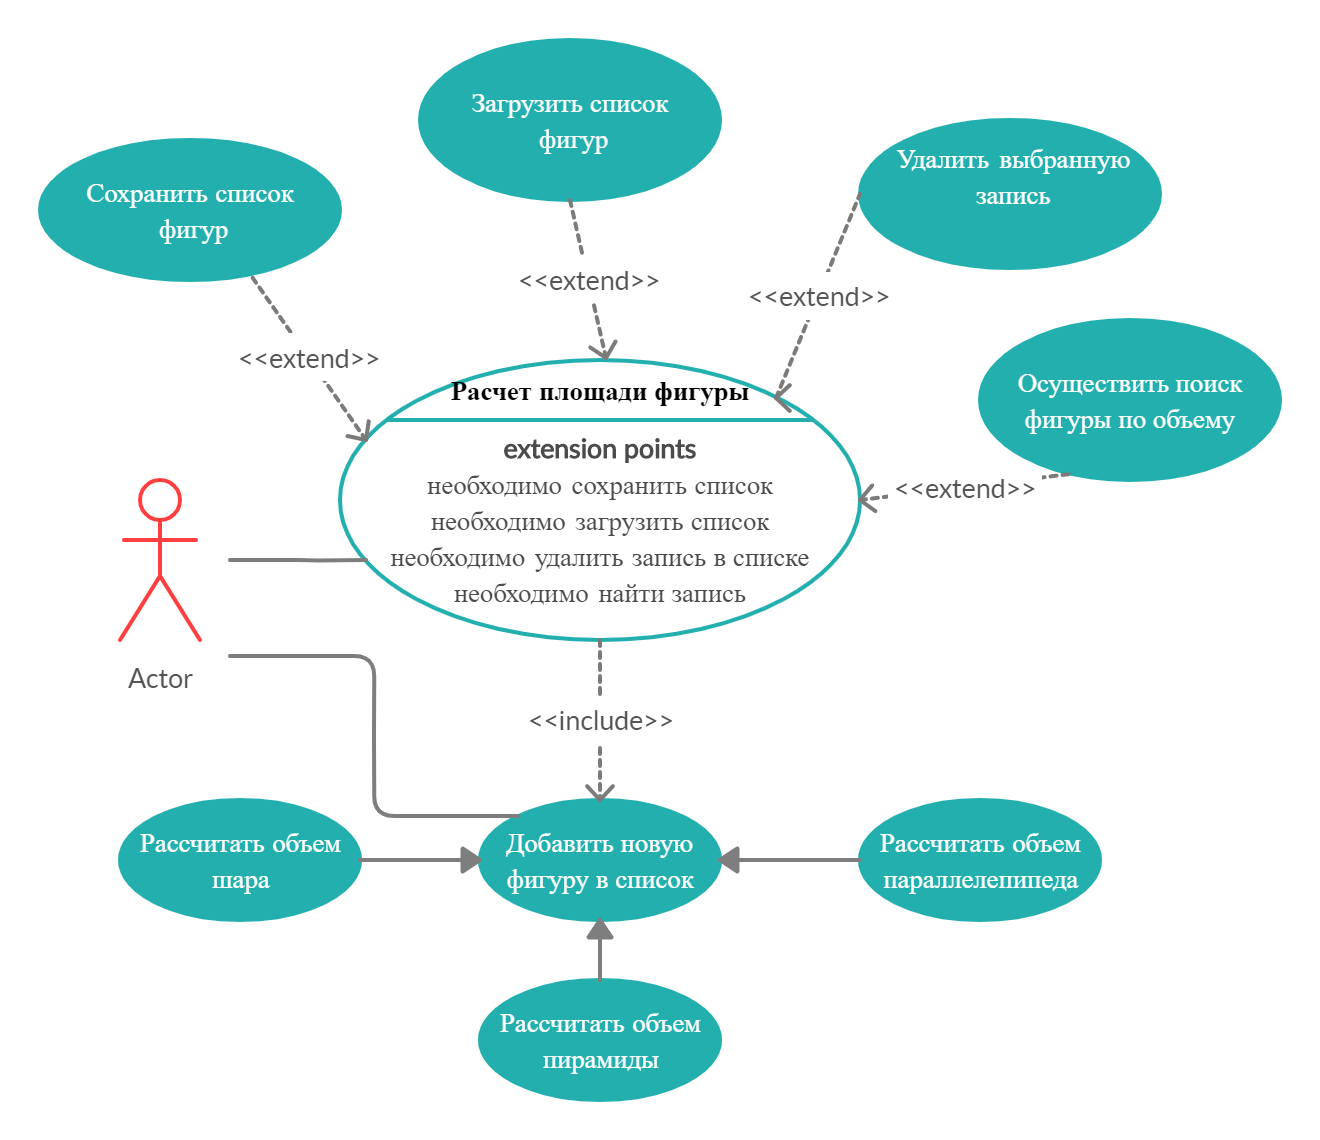 Загрузить список
фигур
Удалить выбранную
запись
Сохранить список
фигур
<<extend>>
<<extend>>
<<extend>>
Осуществить поиск
фигуры по объему
<<extend>>
Расчет площади фигуры
extension points
необходимо сохранить список
необходимо загрузить список
необходимо удалить запись в списке
необходимо найти запись
Actor
<<include>>
Рассчитать объем
шара
Добавить новую
фигуру в список
Рассчитать объем
параллелепипеда
Рассчитать объем
пирамиды